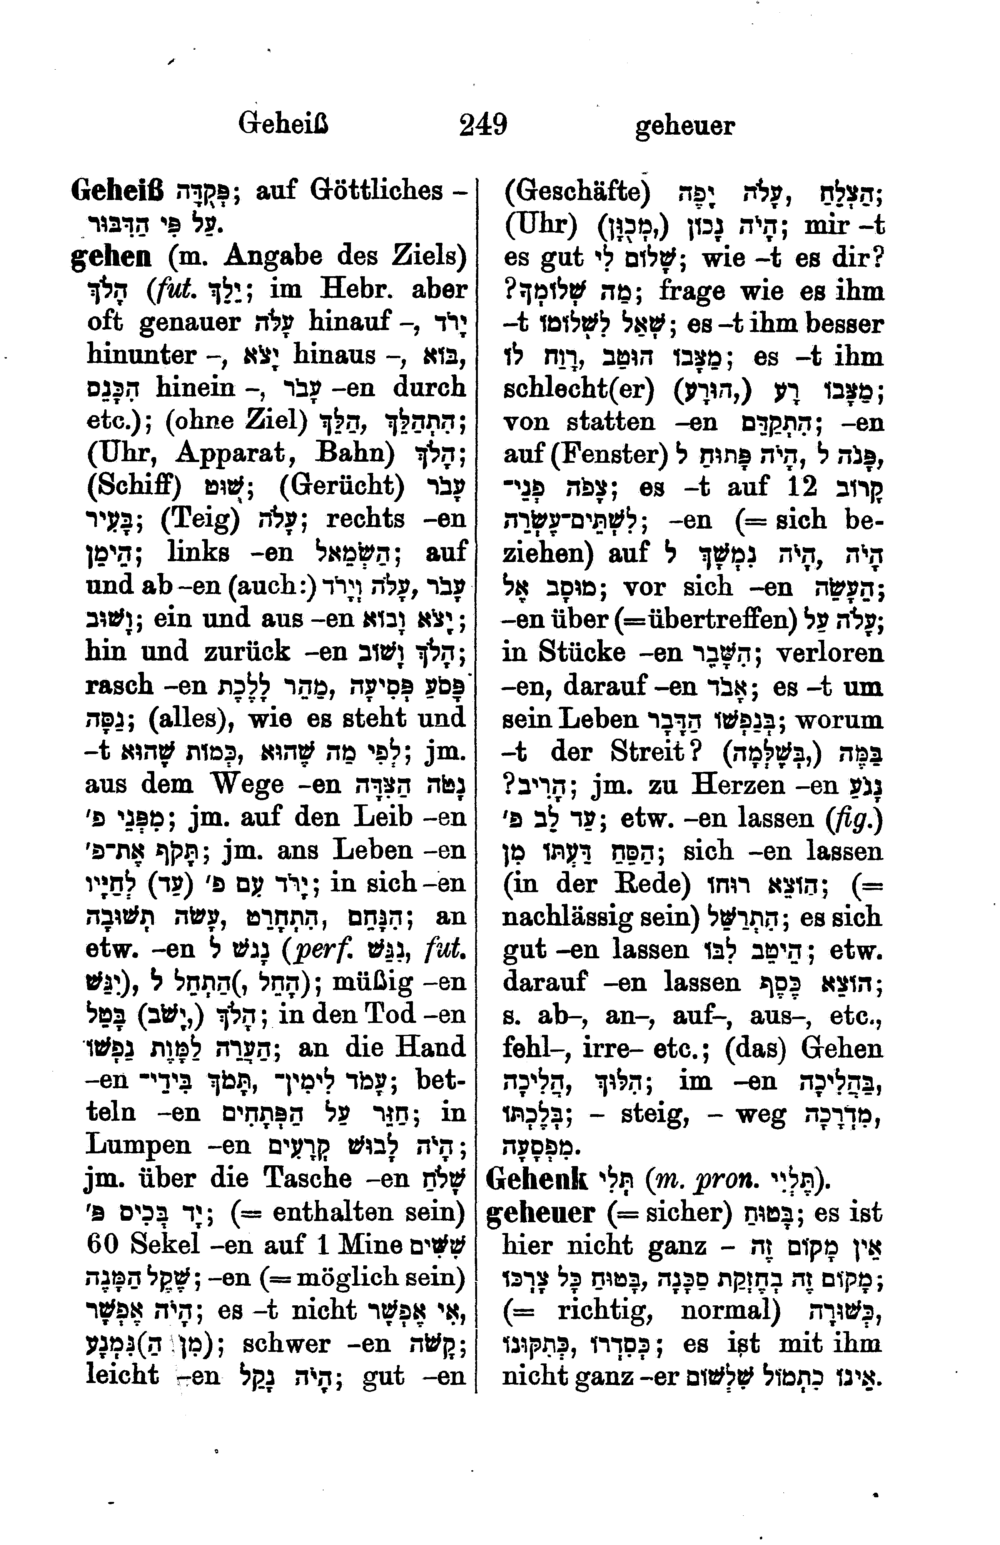 Geheiß 249 geheuer
Geheiß פְּקֻדָּה; auf Göttliches –
עַל פִּי הַדִּבּוּר.
gehen (m. Angabe des Ziels)
הָלֹךְ (fut. יֵלֵךְ; im Hebr. aber
oft genauer עָלֹה hinauf –, יָרֹד
hinunter –, יָצֹא hinaus –, בּוֹא,
הִכָּנֵס hinein –, עָבֹר –en durch
etc.); (ohne Ziel) הַלֵּךְ, הִתְהַלֵּךְ;
(Uhr, Apparat, Bahn) הָלֹךְ;
(Schiff) שׁוּט; (Gerücht) עָבֹר
בָּעִיר; (Teig) עָלֹה; rechts –en
הֵימִן; links –en הַשְׂמֵאל; auf
und ab –en (auch:) עָבֹר, עָלֹה וְיָרֹד
וָשׁוּב; ein und aus –en יָצֹא וָבוֹא;
hin und zurück –en הָלֹךְ וָשׁוֹב;
rasch –en פָּסֹעַ פְּסִיעָה, מַהֵר לָלֶכֶת
גַסָּה; (alles), wie es steht und
–t לְפִי מַה שֶׁהוּא, כְּמוֹת שֶׁהוּא; jm.
aus dem Wege –en נָטֹה הַצִּדָּה
מִפְּנֵי פ'; jm. auf den Leib –en
תָּקֹף אֶת־פ'; jm. ans Leben –en
יָרֹד עִם פ' (עַד) לְחַיָּיו; in sich –en
הִנָּחֵם, הִתְחָרֵט, עָשֹׂה תְשׁוּבָה; an
etw. –en נָגֹשׁ לְ (perf. נִגַּשׁ, fut.
יִגַּשׁ), הָחֵל (הַתְחֵל) לְ; müßig –en
הָלֹךְ (יָשֹׁב,) בָּטֵל; in den Tod –en
הַעֲרֵה לַמָּוֶת נַפְשׁוֹ; an die Hand
–en עָמֹד לִימִין־, תָּמֹךְ בִּידֵי־; bet-
teln –en חַזֵּר עַל הַפְּתָחִים; in
Lumpen –en הָיֹה לָבוּשׁ קְרָעִים;
jm. über die Tasche –en שָׁלֹחַ
יָד בְּכִיס פ'; (= enthalten sein)
60 Sekel –en auf 1 Mine שִׁשִּׁים
שֶׁקֶל הַמָּנֶה; –en (= möglich sein)
הָיֹה אֶפְשָׁר; es –t nicht אִי אֶפְשָׁר,
(מִן הַ)נִּמְנָע; schwer –en קָשֹׁה;
leicht –en הָיֹה נָקֵל; gut –en
(Geschäfte) עָלֹה יָפֶה, הַצְלַח;
(Uhr) הָיֹה נָכוֹן (מְכֻוָּן,); mir –t
es gut שָׁלוֹם לִי; wie –t es dir?
מַה שְּׁלוֹמְךָ?; frage wie es ihm
–t שְׁאַל לִשְׁלוֹמוֹ; es –t ihm besser
מַצָּבוֹ הוּטַב, רָוַח לוֹ; es –t ihm
schlecht(er) מַצָּבוֹ רָע (הוּרַע,);
von statten –en הִתְקַדֵּם; –en
auf (Fenster) פָּנֹה לְ, הָיֹה פָּתוּחַ לְ,
צָפֹה פְּנֵי־; es –t auf 12 קָרוֹב
לִשְׁתֵּים־עֶשְׂרֵה; –en (= sich be-
ziehen) auf הָיֹה נִמְשָׁךְ לְ, הָיֹה
מוּסָב אֶל; vor sich –en הֵעָשֵׂה;
–en über (= übertreffen) עָלֹה עַל;
in Stücke –en הִשָּׁבֵר; verloren
–en, darauf –en אָבֹד; es –t um
sein Leben בְּנַפְשׁוֹ הַדָּבָר; worum
–t der Streit? בַּמֶּה (בְּשֶׁלְּמָה,)
הָרִיב?; jm. zu Herzen –en נָגֹעַ
עַד לֵב פ'; etw. –en lassen (fig.)
הַסֵּחַ דַּעְתּוֹ מִן; sich –en lassen
(in der Rede) הוֹצֵא רוּחוֹ; (=
nachlässig sein) הִתְרַשֵּׁל; es sich
gut –en lassen הֵיטֵב לִבּוֹ; etw.
darauf –en lassen הוֹצֵא כֶּסֶף;
s. ab–, an–, auf–, aus–, etc.,
fehl–, irre– etc.; (das) Gehen
הֲלִיכָה, הִלּוּךְ; im –en בַּהֲלִיכָה,
בְּלֶכְתּוֹ; – steig, – weg מִדְרָכָה,
מִפְסָעָה.
Gehenk תְּלִי (m. pron. תֶּלְיִי).
geheuer (= sicher) בָּטוּחַ; es ist
hier nicht ganz – אֵין מָקוֹם זֶה
בָּטוּחַ כָּל צָרְכּוֹ, מָקוֹם זֶה בְּחֶזְקַת סַכָּנָה;
(= richtig, normal) כְּשׁוּרָה,
כְּסִדְרוֹ, כְּתִקּוּנוֹ; es ist mit ihm
nicht ganz –er אֵינוֹ כִּתְמוֹל שִׁלְשׁוֹם.